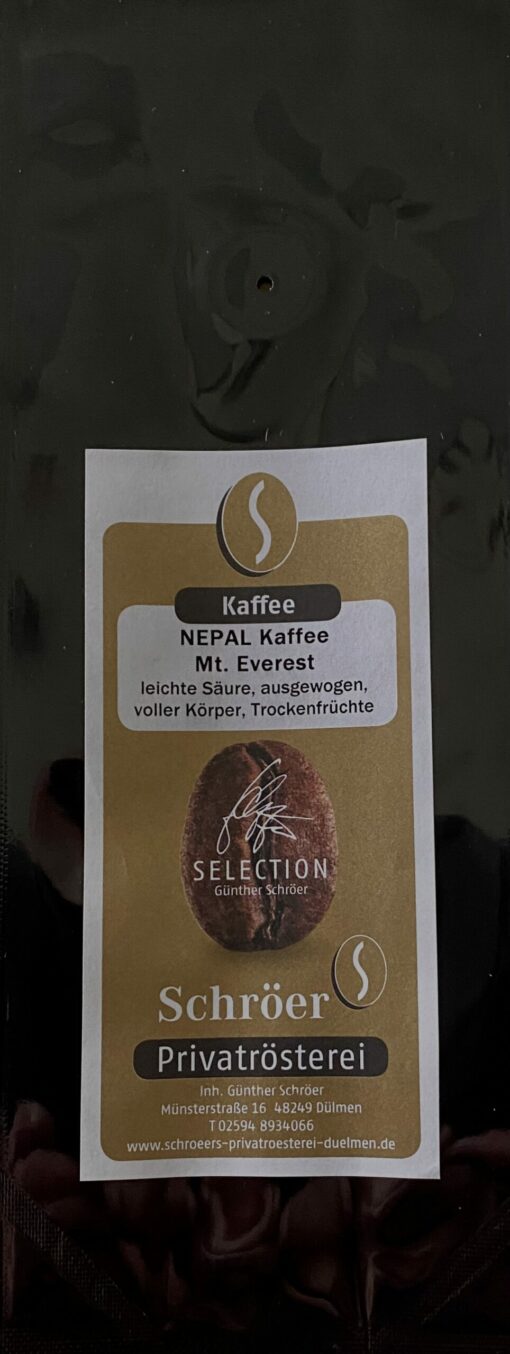 S
Kaffee
NEPAL Kaffee
Mt. Everest
leichte Säure, ausgewogen,
voller Körper, Trockenfrüchte
SELECTION
Günther Schröer
Schröer S
Privatrösterei
Inh. Günther Schröer
Münsterstraße 16 48249 Dülmen
T 02594 8934066
www.schroeers-privatroesterei-duelmen.de